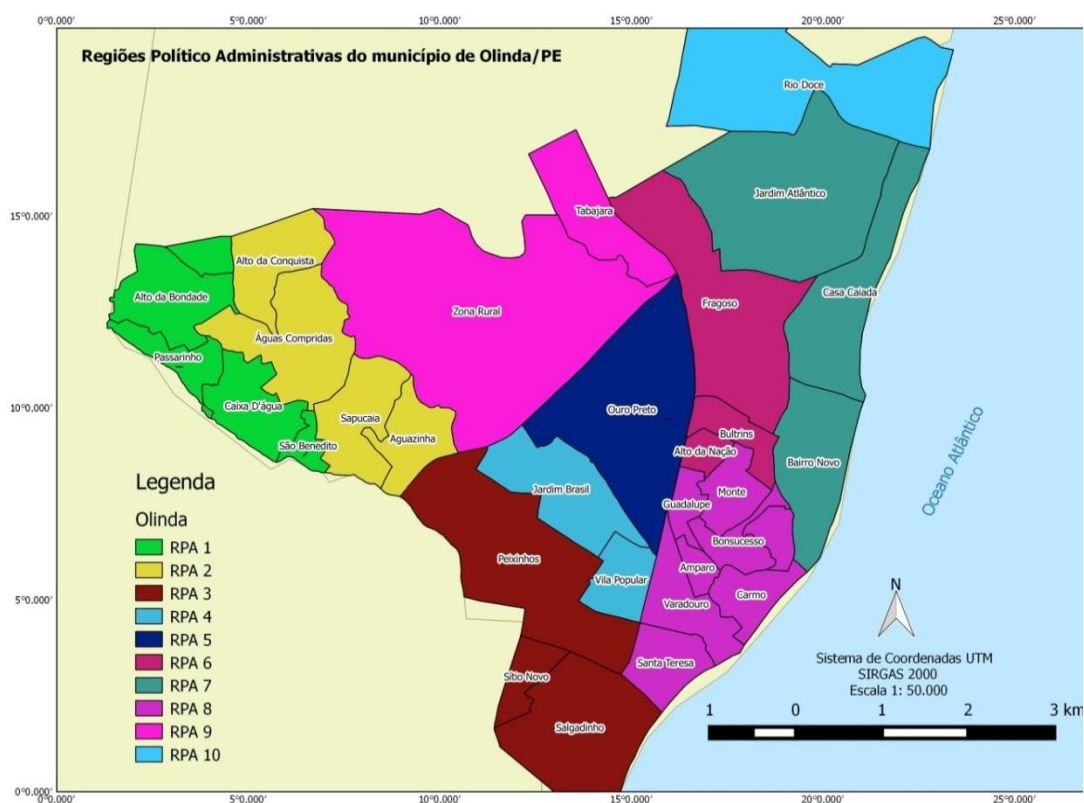 0°0.000′ 5°0.000′ 10°0.000′ 15°0.000′ 20°0.000′ 25°0.000′
Regiões Político Administrativas do município de Olinda/PE
Rio Doce
Jardim Atlântico
Tabajara
15°0.000′
Alto da Conquista
Alto da Bondade
Casa Caiada
Zona Rural
Fragoso
Águas Compridas
Passarinho
10°0.000′
Caixa D'água
Ouro Preto
Sapucaia
São Benedito
Aguazinha
Bultrins
Alto da Nação
Bairro Novo
Oceano Atlântico
Jardim Brasil
Monte
Guadalupe
Bonsucesso
Peixinhos
Amparo
Vila Popular
Carmo
Varadouro
5°0.000′
Santa Teresa
Sítio Novo
Salgadinho
Legenda
Olinda
RPA 1
RPA 2
RPA 3
RPA 4
RPA 5
RPA 6
RPA 7
RPA 8
RPA 9
RPA 10
N
Sistema de Coordenadas UTM
SIRGAS 2000
Escala 1: 50.000
1 0 1 2 3 km
0°0.000′
0°0.000′ 5°0.000′ 10°0.000′ 15°0.000′ 20°0.000′ 25°0.000′